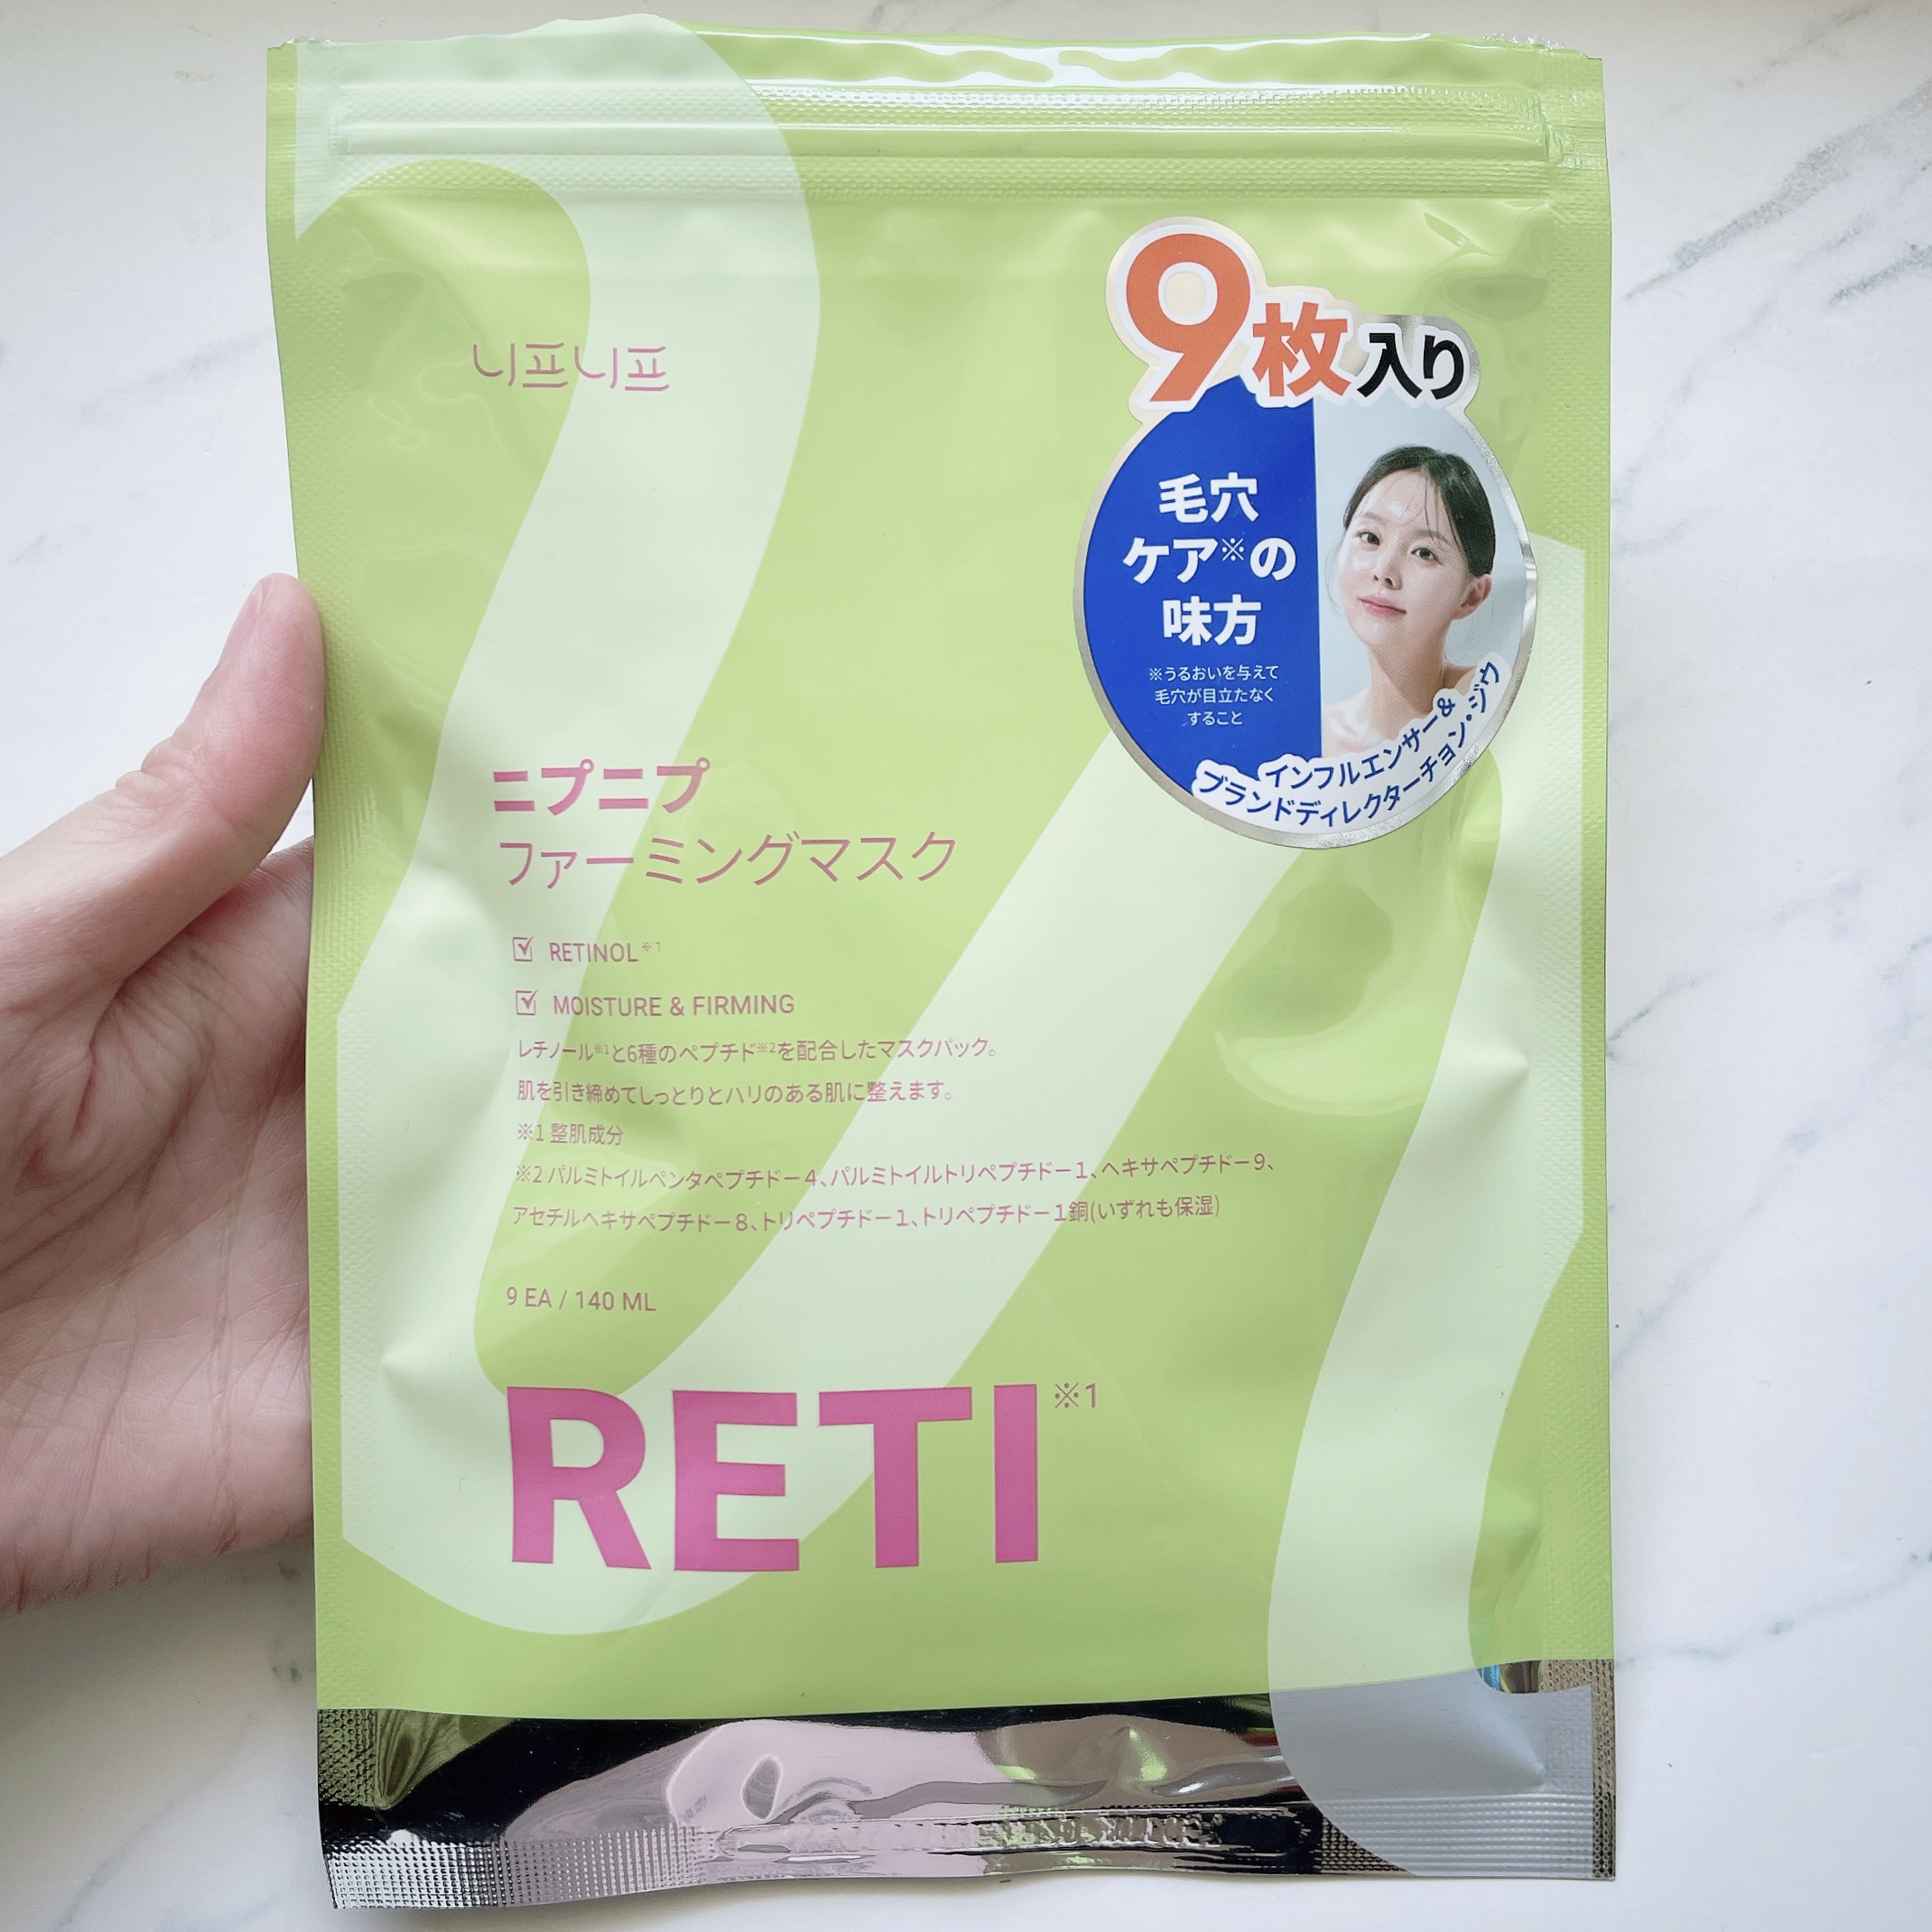 니프니프
9枚入り
毛穴
ケア※の
味方
※うるおいを与えて
毛穴が目立たなく
すること
インフルエンサー&
ブランドディレクターチョン・ジウ
ニプニプ
ファーミングマスク
RETINOL※1
MOISTURE & FIRMING
レチノール※1と6種のペプチド※2を配合したマスクパック。
肌を引き締めてしっとりとハリのある肌に整えます。
※1 整肌成分
※2 パルミトイルペンタペプチドー4、パルミトイルトリペプチドー1、ヘキサペプチドー9、
アセチルヘキサペプチドー8、トリペプチドー1、トリペプチドー1銅(いずれも保湿)
9 EA / 140 ML
RETI※1